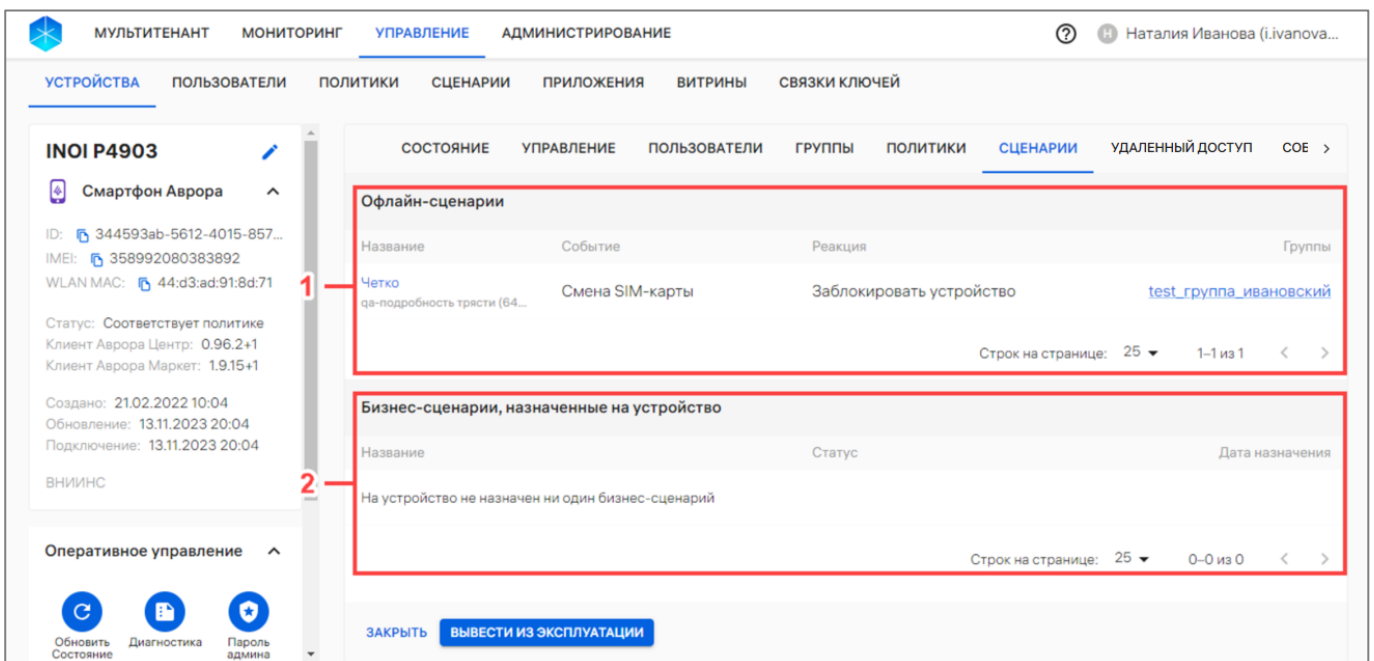 МУЛЬТИТЕНАНТ МОНИТОРИНГ УПРАВЛЕНИЕ АДМИНИСТРИРОВАНИЕ ? Н Наталия Иванова (i.ivanova...
УСТРОЙСТВА ПОЛЬЗОВАТЕЛИ ПОЛИТИКИ СЦЕНАРИИ ПРИЛОЖЕНИЯ ВИТРИНЫ СВЯЗКИ КЛЮЧЕЙ
INOI P4903
Смартфон Аврора
ID: 344593ab-5612-4015-857...
IMEI: 358992080383892
WLAN MAC: 44:d3:ad:91:8d:71
Статус: Соответствует политике
Клиент Аврора Центр: 0.96.2+1
Клиент Аврора Маркет: 1.9.15+1
Создано: 21.02.2022 10:04
Обновление: 13.11.2023 20:04
Подключение: 13.11.2023 20:04
ВНИИНС
Оперативное управление
Обновить Состояние
Диагностика
Пароль админа
СОСТОЯНИЕ УПРАВЛЕНИЕ ПОЛЬЗОВАТЕЛИ ГРУППЫ ПОЛИТИКИ СЦЕНАРИИ УДАЛЕННЫЙ ДОСТУП СОБ
1
Офлайн-сценарии
Название Событие Реакция Группы
Четко Смена SIM-карты Заблокировать устройство test_группа_ивановский
qa-подробность трясти (64...
Строк на странице: 25 1–1 из 1
2
Бизнес-сценарии, назначенные на устройство
Название Статус Дата назначения
На устройство не назначен ни один бизнес-сценарий
Строк на странице: 25 0–0 из 0
ЗАКРЫТЬ ВЫВЕСТИ ИЗ ЭКСПЛУАТАЦИИ